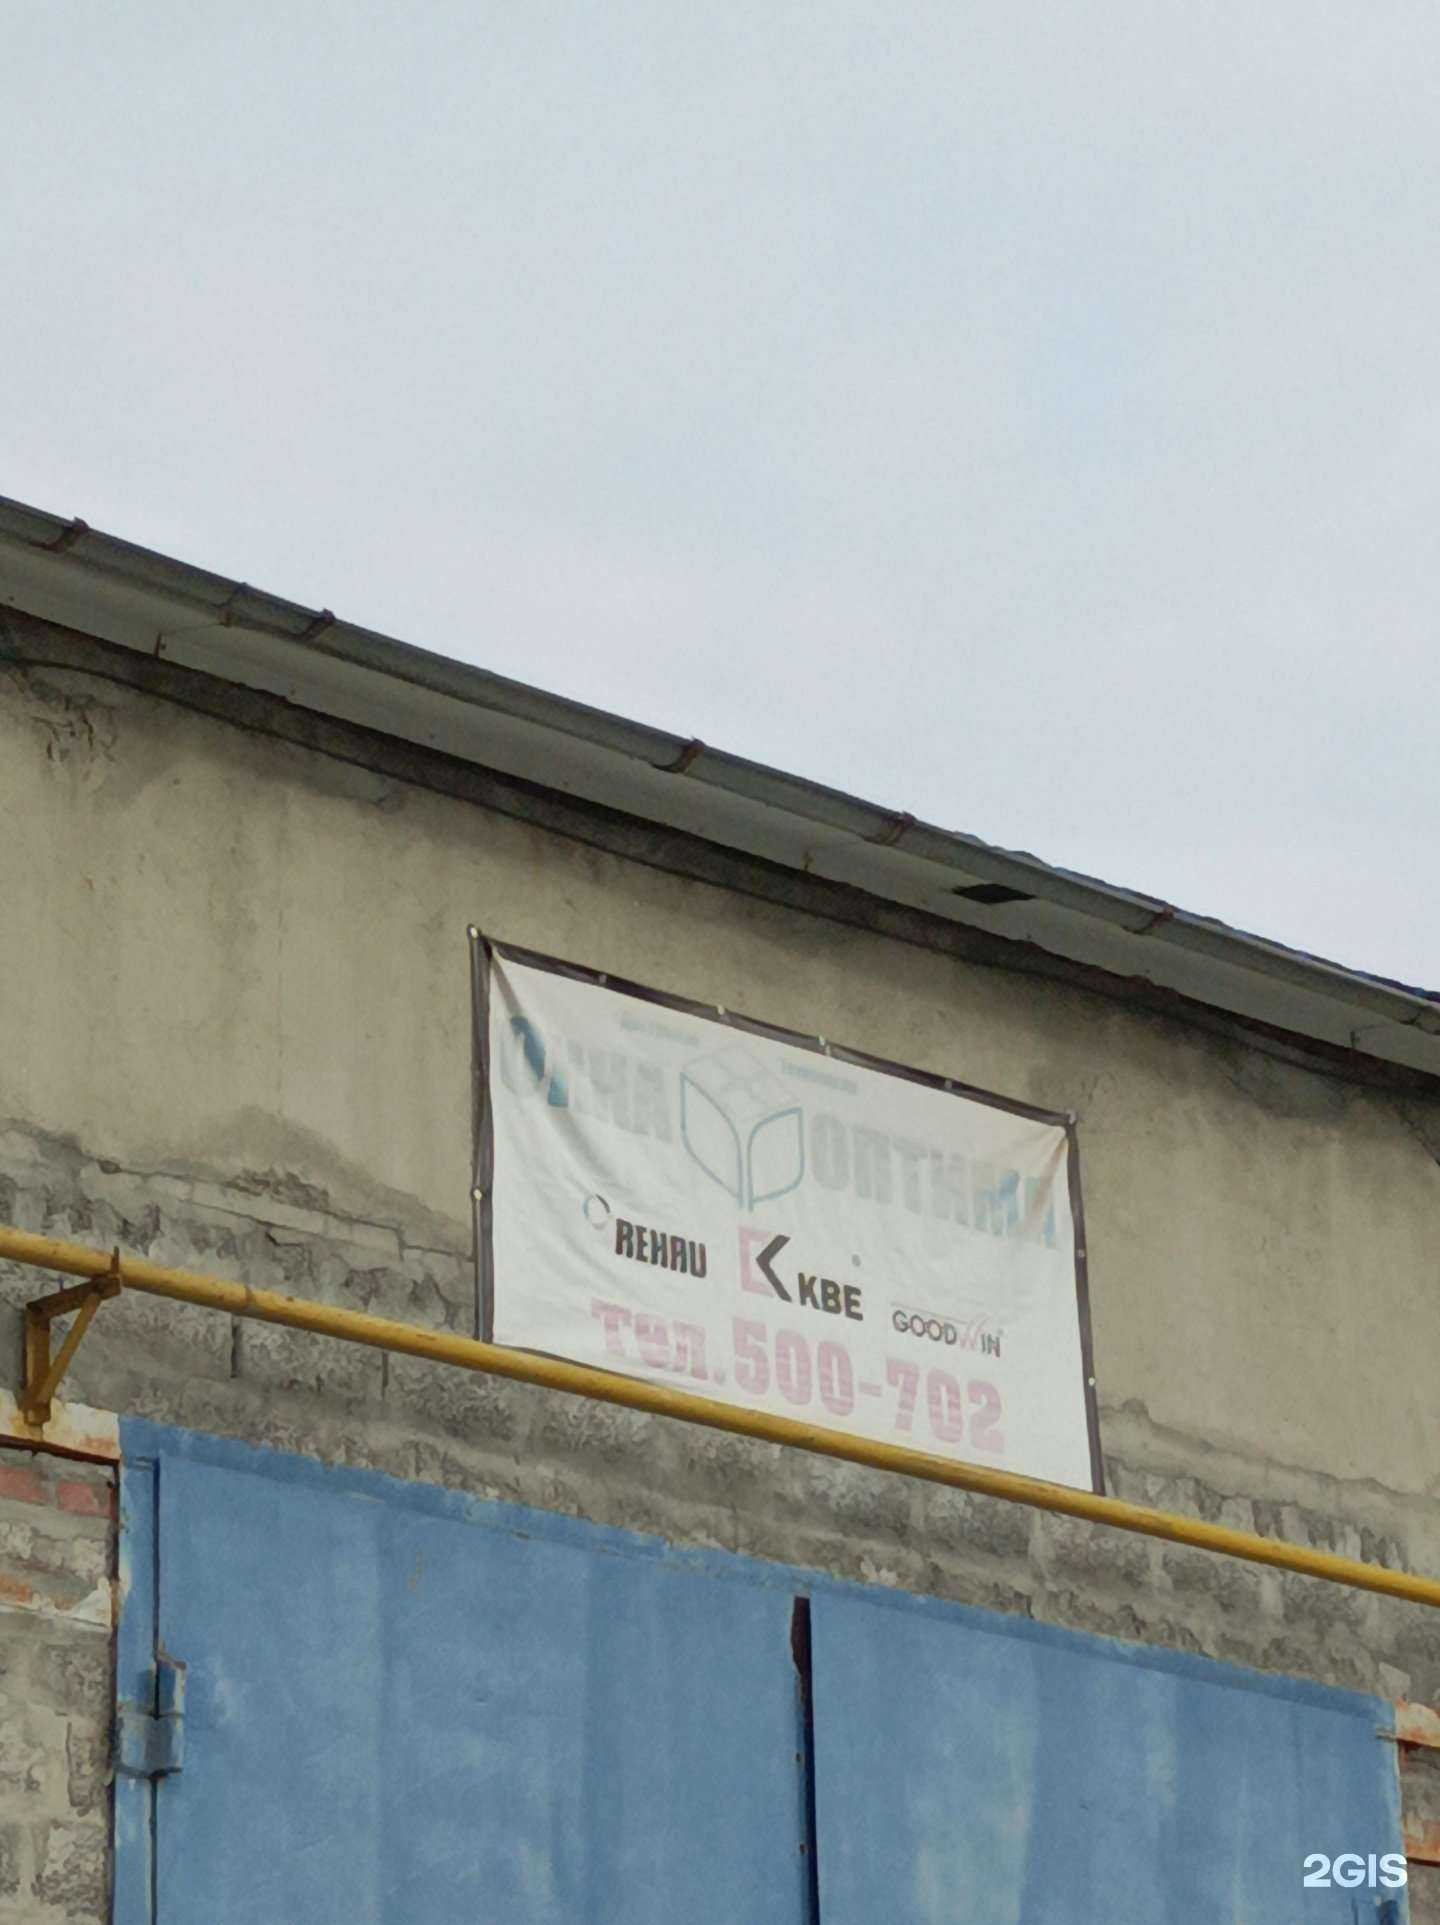 ОКНА ОПТИМА
REHAU KBE GOODWIN
Тел. 500-702
2GIS